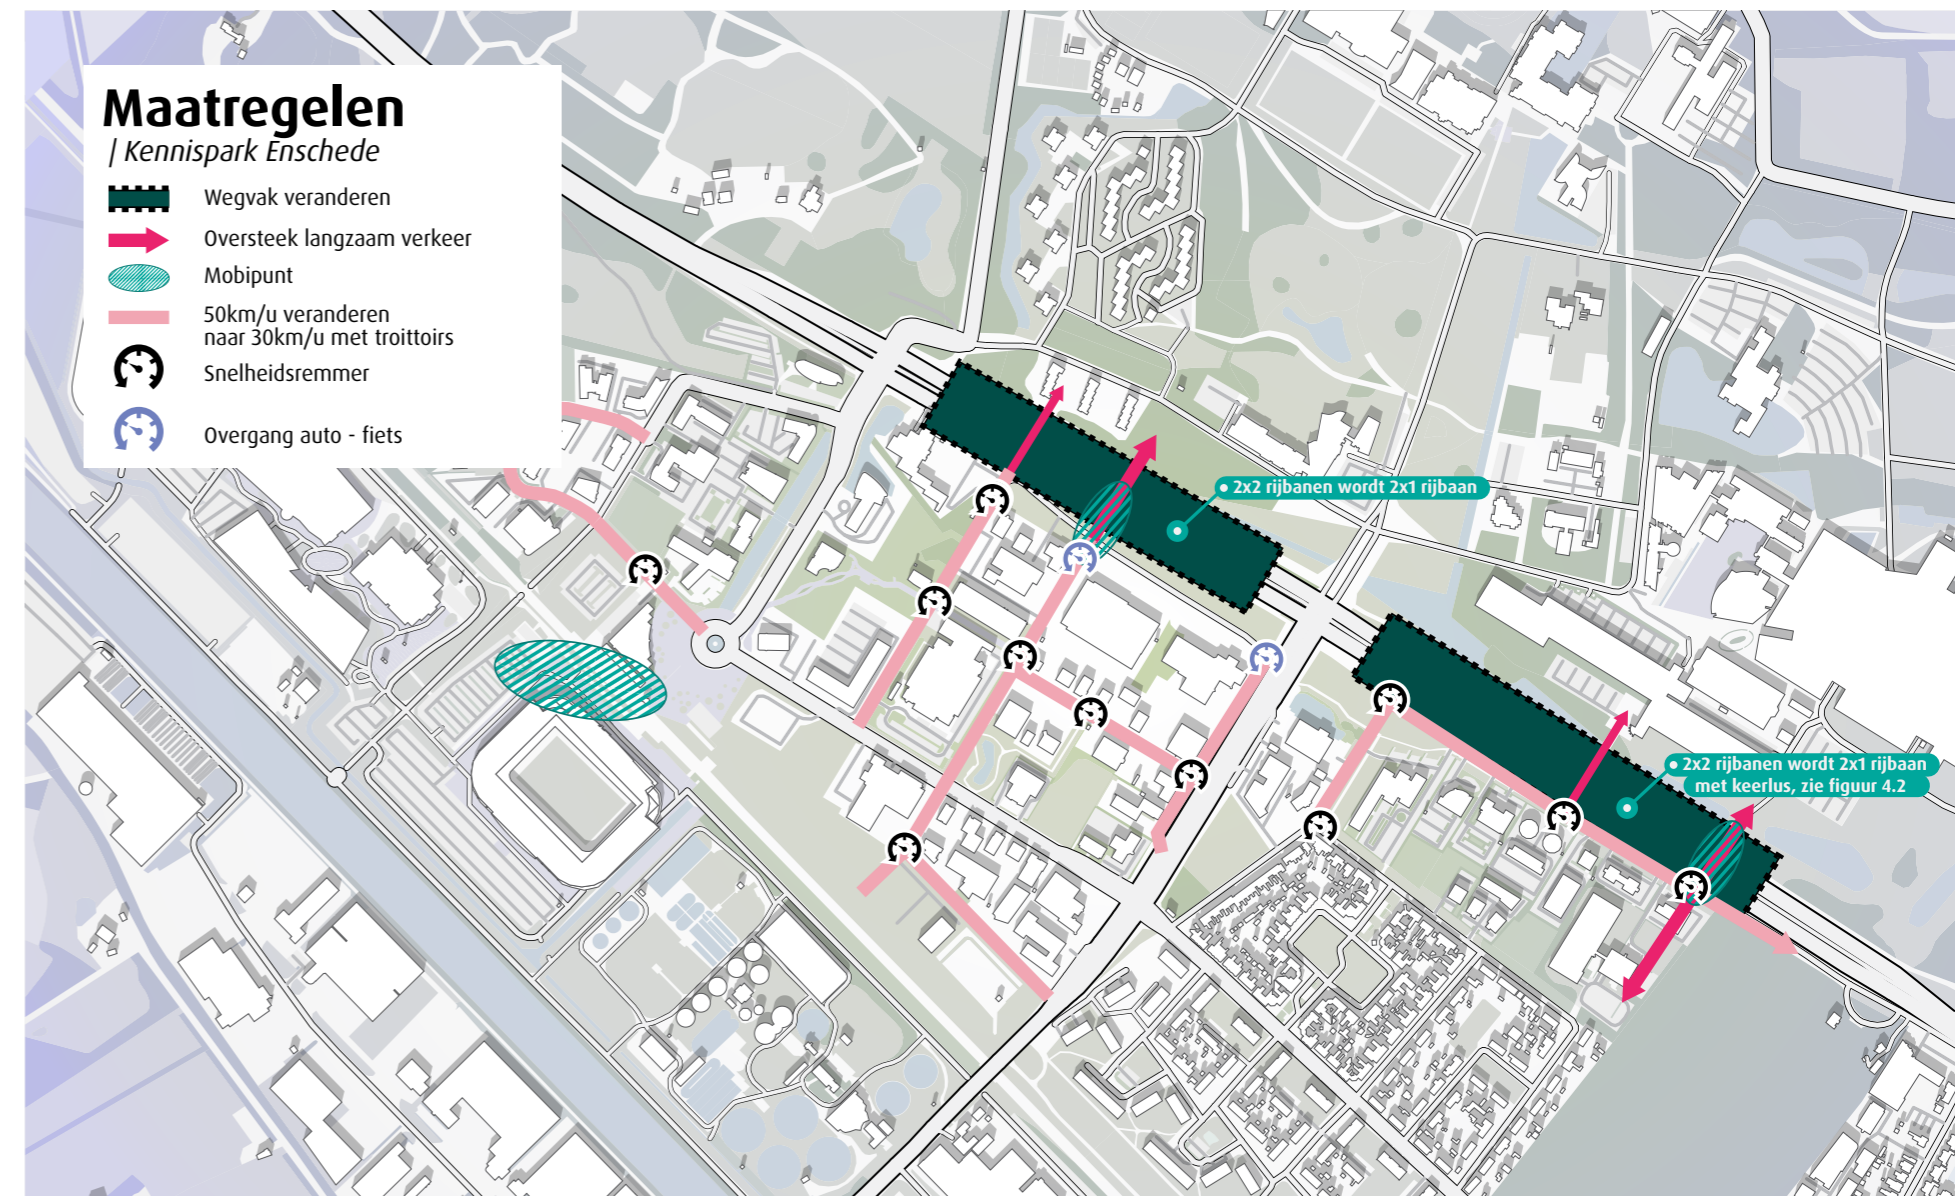 Maatregelen
| Kennispark Enschede
Wegvak veranderen
Oversteek langzaam verkeer
Mobipunt
50km/u veranderen
naar 30km/u met troittoirs
Snelheidsremmer
Overgang auto - fiets
• 2x2 rijbanen wordt 2x1 rijbaan
• 2x2 rijbanen wordt 2x1 rijbaan
met keerlus, zie figuur 4.2